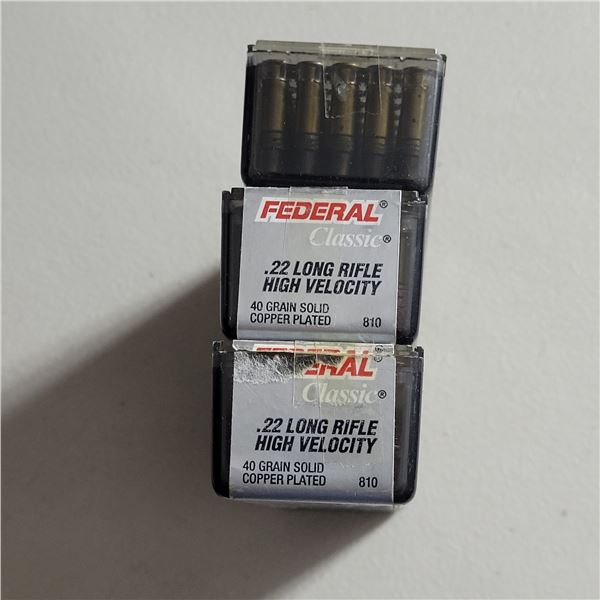 FEDERAL®
Classic®
.22 LONG RIFLE
HIGH VELOCITY
40 GRAIN SOLID
COPPER PLATED 810
ERAL®
Classic®
.22 LONG RIFLE
HIGH VELOCITY
40 GRAIN SOLID
COPPER PLATED 810